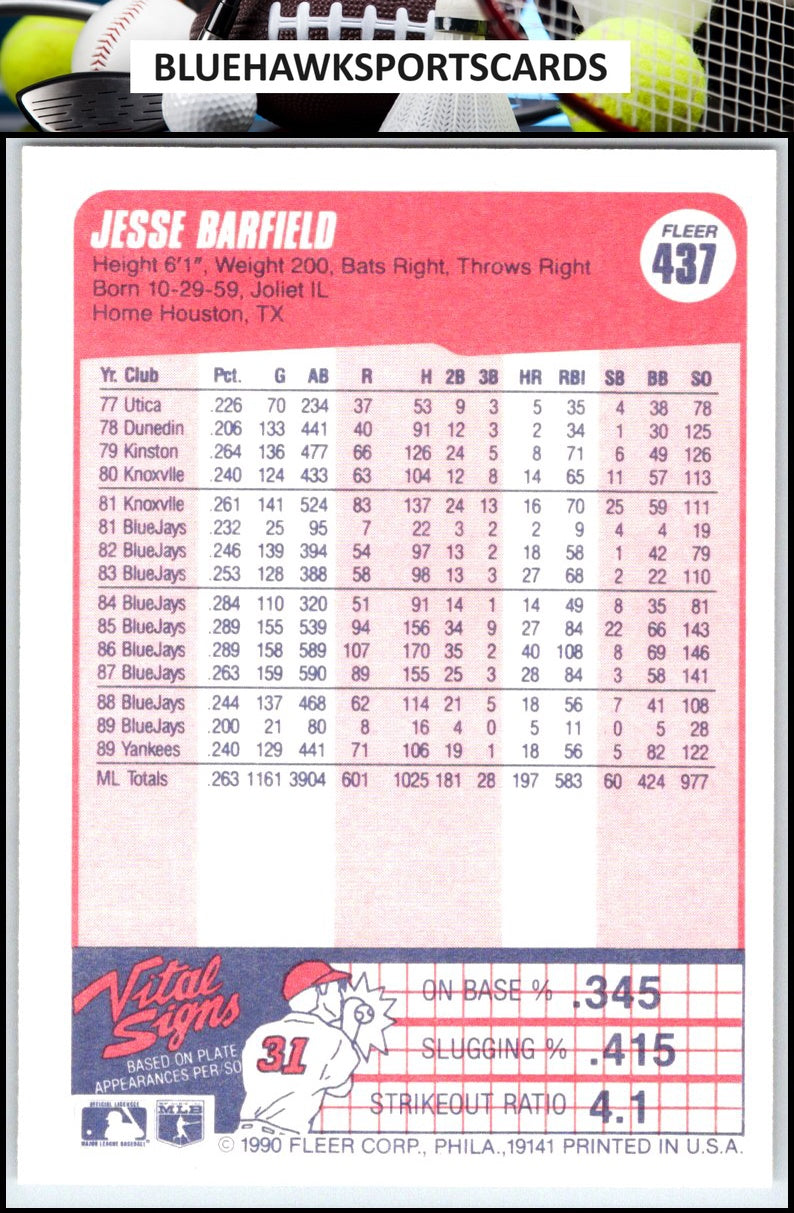 BLUEHAWKSPORTSCARDS
JESSE BARFIELD
FLEER
437
Height 6'1", Weight 200, Bats Right, Throws Right
Born 10-29-59, Joliet IL
Home Houston, TX
Yr. Club Pct. G AB R H 2B 3B HR RBI SB BB SO
77 Utica .226 70 234 37 53 9 3 5 35 4 38 78
78 Dunedin .206 133 441 40 91 12 3 2 34 1 30 125
79 Kinston .264 136 477 66 126 24 5 8 71 6 49 126
80 Knoxvlle .240 124 433 63 104 12 8 14 65 11 57 113
81 Knoxvlle .261 141 524 83 137 24 13 16 70 25 59 111
81 BlueJays .232 25 95 7 22 3 2 2 9 4 4 19
82 BlueJays .246 139 394 54 97 13 2 18 58 1 42 79
83 BlueJays .253 128 388 58 98 13 3 27 68 2 22 110
84 BlueJays .284 110 320 51 91 14 1 14 49 8 35 81
85 BlueJays .289 155 539 94 156 34 9 27 84 22 66 143
86 BlueJays .289 158 589 107 170 35 2 40 108 8 69 146
87 BlueJays .263 159 590 89 155 25 3 28 84 3 58 141
88 BlueJays .244 137 468 62 114 21 5 18 56 7 41 108
89 BlueJays .200 21 80 8 16 4 0 5 11 0 5 28
89 Yankees .240 129 441 71 106 19 1 18 56 5 82 122
ML Totals .263 1161 3904 601 1025 181 28 197 583 60 424 977
Vital
Signs
BASED ON PLATE
APPEARANCES PER/SO
31
ON BASE % .345
SLUGGING % .415
STRIKEOUT RATIO 4.1
OFFICIAL LICENSEE
MAJOR LEAGUE BASEBALL
MLB
© 1990 FLEER CORP., PHILA.,19141 PRINTED IN U.S.A.